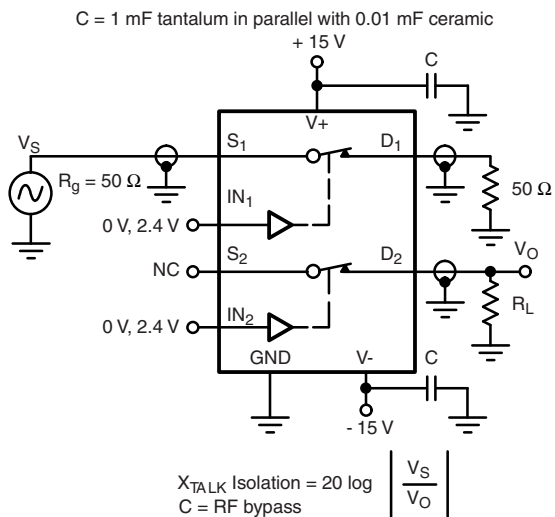 C = 1 mF tantalum in parallel with 0.01 mF ceramic
+ 15 V
C
V+
VS
S1
D1
Rg = 50 Ω
50 Ω
IN1
0 V, 2.4 V
S2
D2
VO
NC
RL
IN2
0 V, 2.4 V
GND
V-
C
- 15 V
XTALK Isolation = 20 log | VS / VO |
C = RF bypass